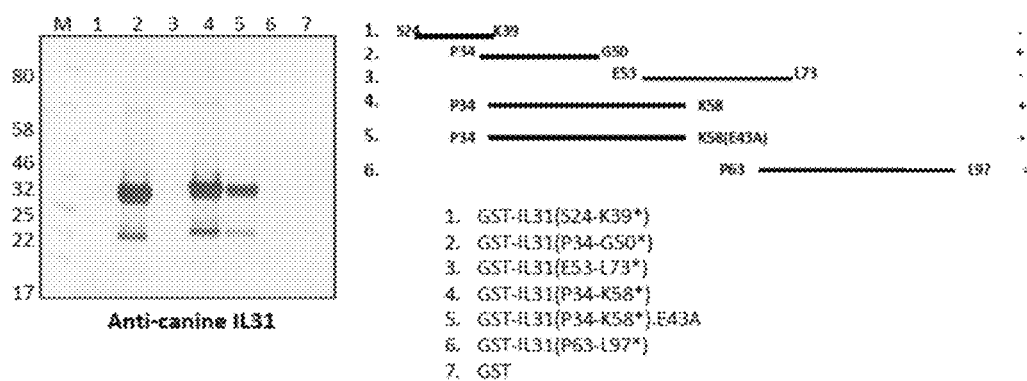 M 1 2 3 4 5 6 7
80
58
46
32
25
22
17
Anti-canine IL31
1. S24 K39 -
2. P34 G50 +
3. E53 L73 -
4. P34 K58 +
5. P34 K58(E43A) +
6. P63 L97
1. GST-IL31(S24-K39*)
2. GST-IL31(P34-G50*)
3. GST-IL31(E53-L73*)
4. GST-IL31(P34-K58*)
5. GST-IL31(P34-K58*).E43A
6. GST-IL31(P63-L97*)
7. GST